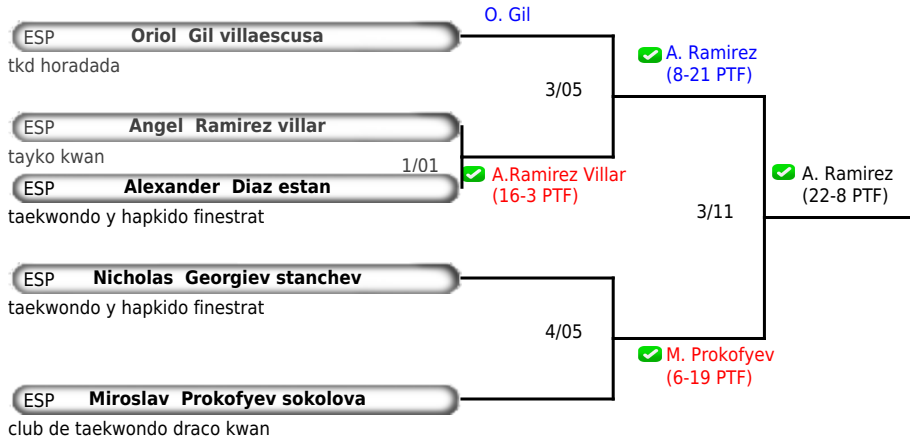 O. Gil
ESP Oriol Gil villaescusa
tkd horadada
A. Ramirez
(8-21 PTF)
3/05
ESP Angel Ramirez villar
tayko kwan
1/01
A.Ramirez Villar
(16-3 PTF)
ESP Alexander Diaz estan
taekwondo y hapkido finestrat
A. Ramirez
(22-8 PTF)
3/11
ESP Nicholas Georgiev stanchev
taekwondo y hapkido finestrat
4/05
M. Prokofyev
(6-19 PTF)
ESP Miroslav Prokofyev sokolova
club de taekwondo draco kwan